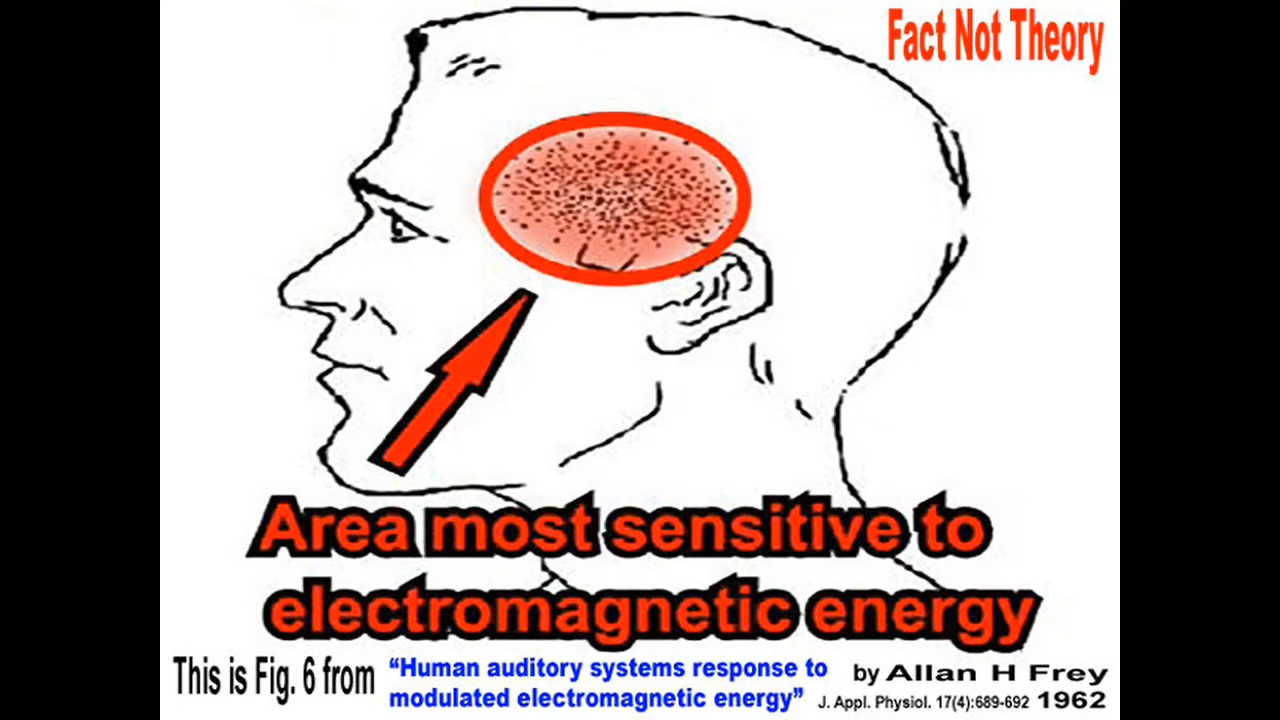 Fact Not Theory
Area most sensitive to
electromagnetic energy
This is Fig. 6 from
“Human auditory systems response to
modulated electromagnetic energy”
by Allan H Frey
J. Appl. Physiol. 17(4):689-692 1962